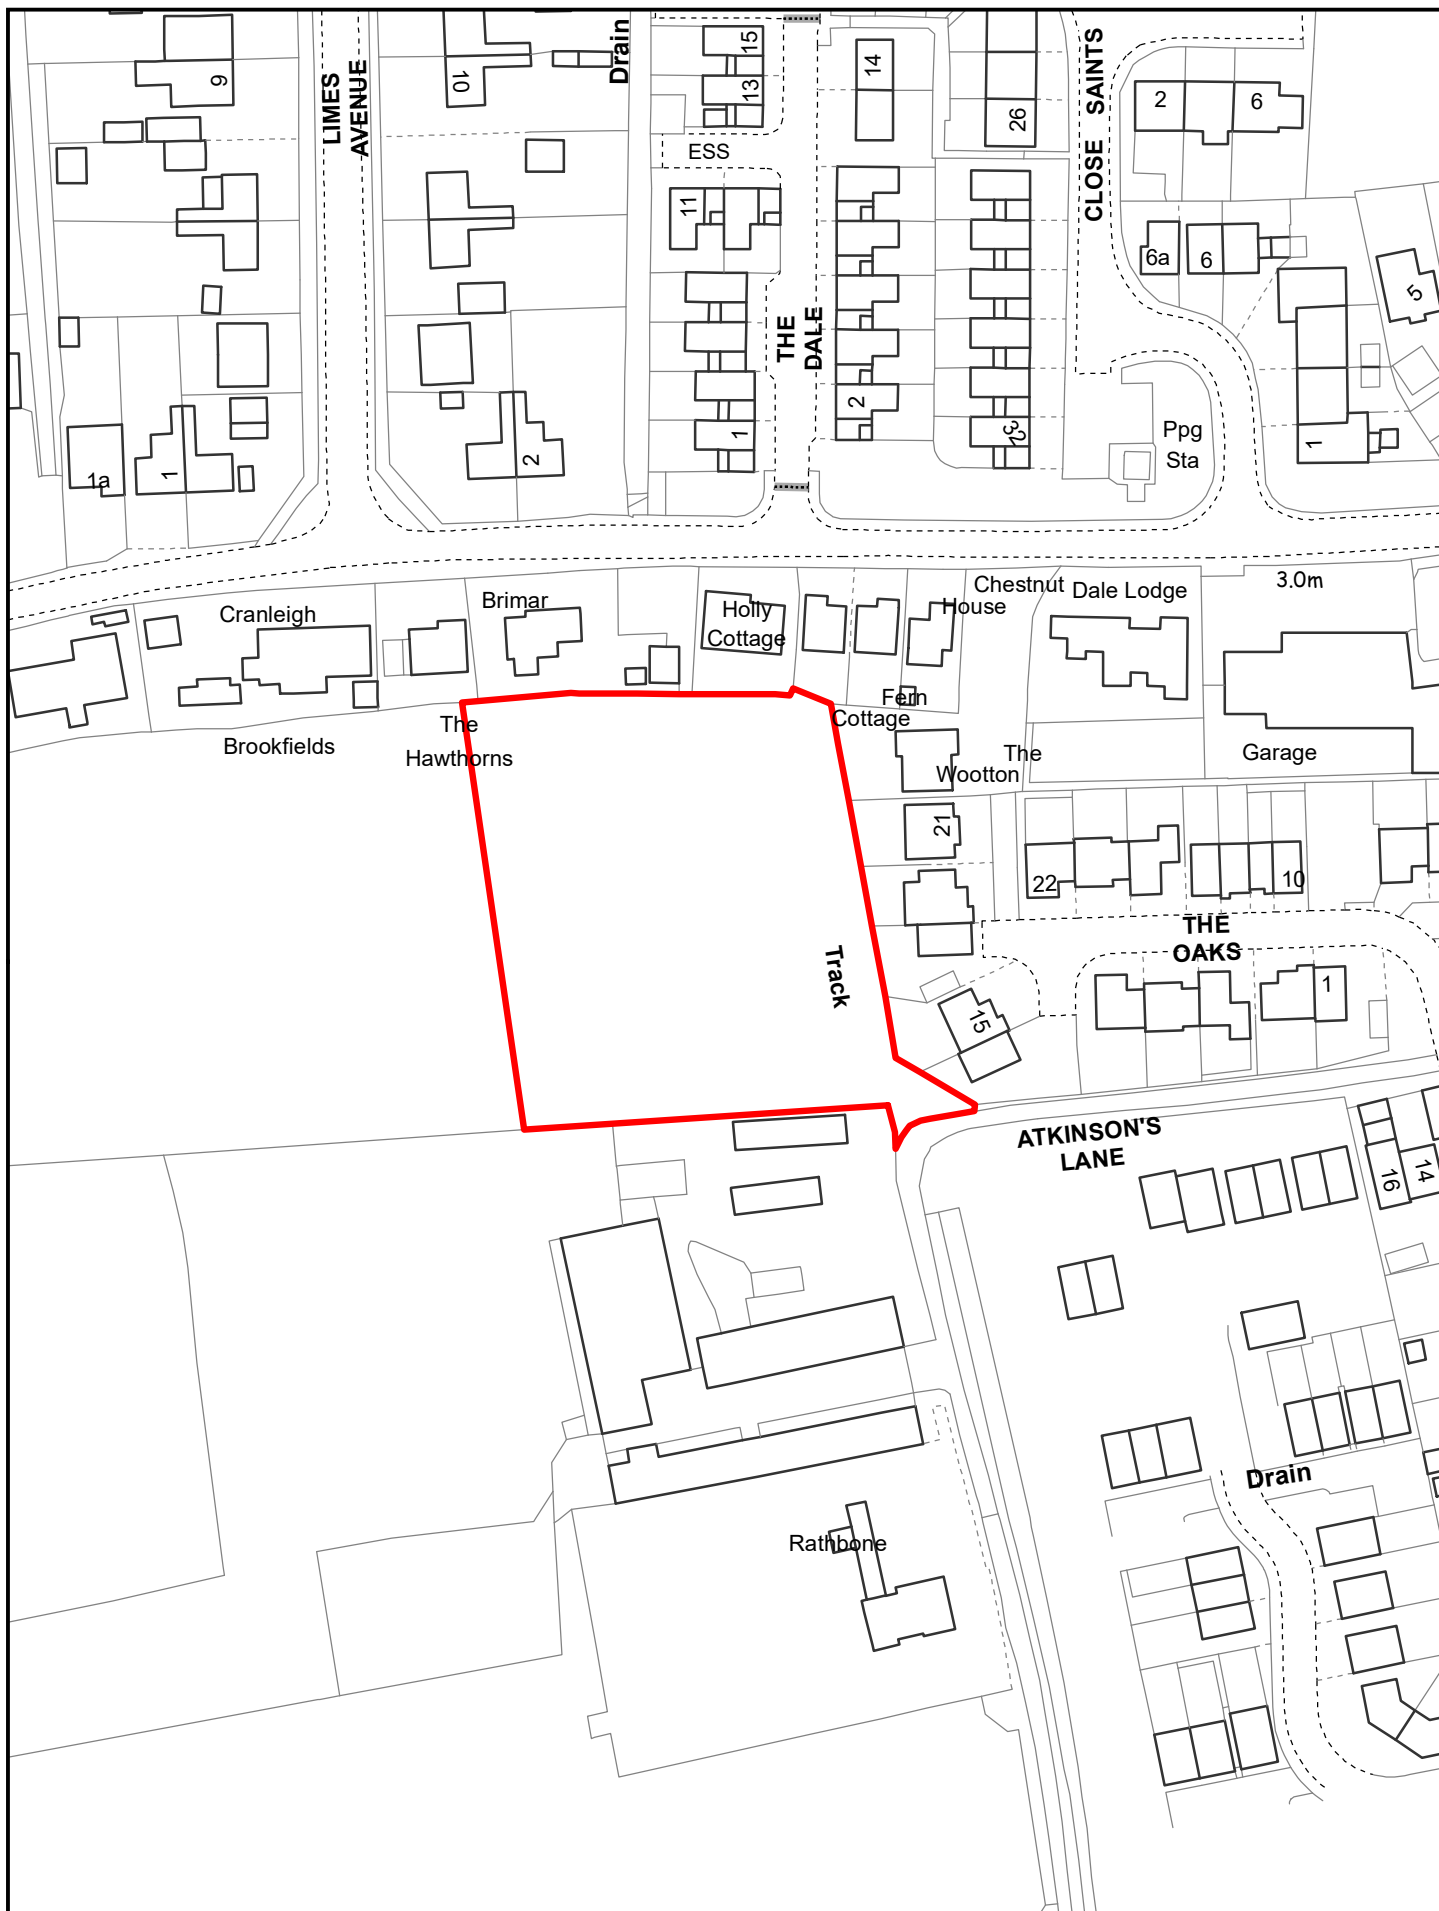 9
LIMES
AVENUE
10
Drain
15
13
14
26
CLOSE SAINTS
2
6
ESS
11
6a
6
5
THE
DALE
2
1
32
Ppg
Sta
1
1a
1
2
Cranleigh
Brimar
Holly
Cottage
Chestnut
House
Dale Lodge
3.0m
Fern
Cottage
The
Hawthorns
Brookfields
The
Wootton
Garage
21
22
10
THE
OAKS
Track
15
1
ATKINSON'S
LANE
16
14
Drain
Rathbone